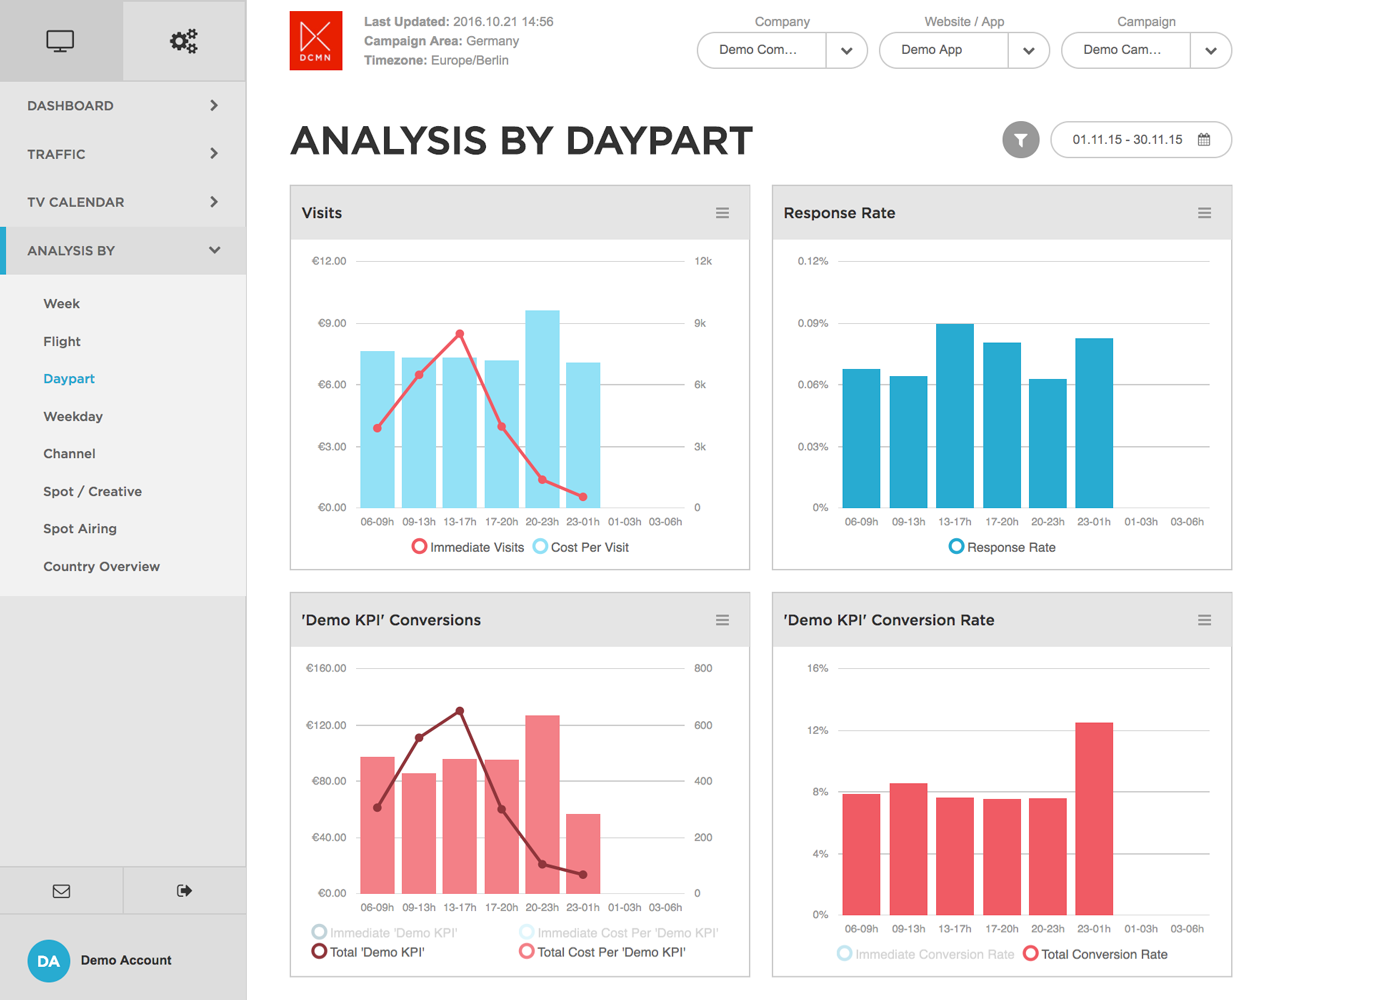 DCMN
Last Updated: 2016.10.21 14:56
Campaign Area: Germany
Timezone: Europe/Berlin
Company
Website / App
Campaign
Demo Com...
Demo App
Demo Cam...
DASHBOARD
TRAFFIC
TV CALENDAR
ANALYSIS BY
Week
Flight
Daypart
Weekday
Channel
Spot / Creative
Spot Airing
Country Overview
DA
Demo Account
ANALYSIS BY DAYPART
01.11.15 - 30.11.15
Visits
€12.00
€9.00
€6.00
€3.00
€0.00
12k
9k
6k
3k
0
06-09h 09-13h 13-17h 17-20h 20-23h 23-01h 01-03h 03-06h
Immediate Visits Cost Per Visit
Response Rate
0.12%
0.09%
0.06%
0.03%
0%
06-09h 09-13h 13-17h 17-20h 20-23h 23-01h 01-03h 03-06h
Response Rate
'Demo KPI' Conversions
€160.00
€120.00
€80.00
€40.00
€0.00
800
600
400
200
0
06-09h 09-13h 13-17h 17-20h 20-23h 23-01h 01-03h 03-06h
Immediate 'Demo KPI' Immediate Cost Per 'Demo KPI'
Total 'Demo KPI' Total Cost Per 'Demo KPI'
'Demo KPI' Conversion Rate
16%
12%
8%
4%
0%
06-09h 09-13h 13-17h 17-20h 20-23h 23-01h 01-03h 03-06h
Immediate Conversion Rate Total Conversion Rate